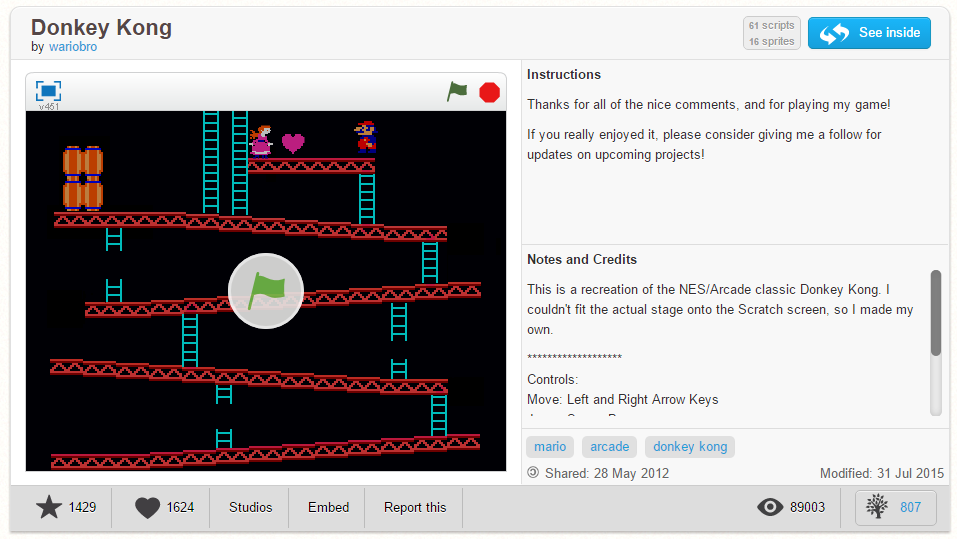 Donkey Kong
by wariobro
61 scripts
16 sprites
See inside
v451
Instructions
Thanks for all of the nice comments, and for playing my game!
If you really enjoyed it, please consider giving me a follow for
updates on upcoming projects!
Notes and Credits
This is a recreation of the NES/Arcade classic Donkey Kong. I
couldn't fit the actual stage onto the Scratch screen, so I made my
own.
*******************
Controls:
Move: Left and Right Arrow Keys
mario arcade donkey kong
Shared: 28 May 2012 Modified: 31 Jul 2015
1429 1624 Studios Embed Report this 89003 807